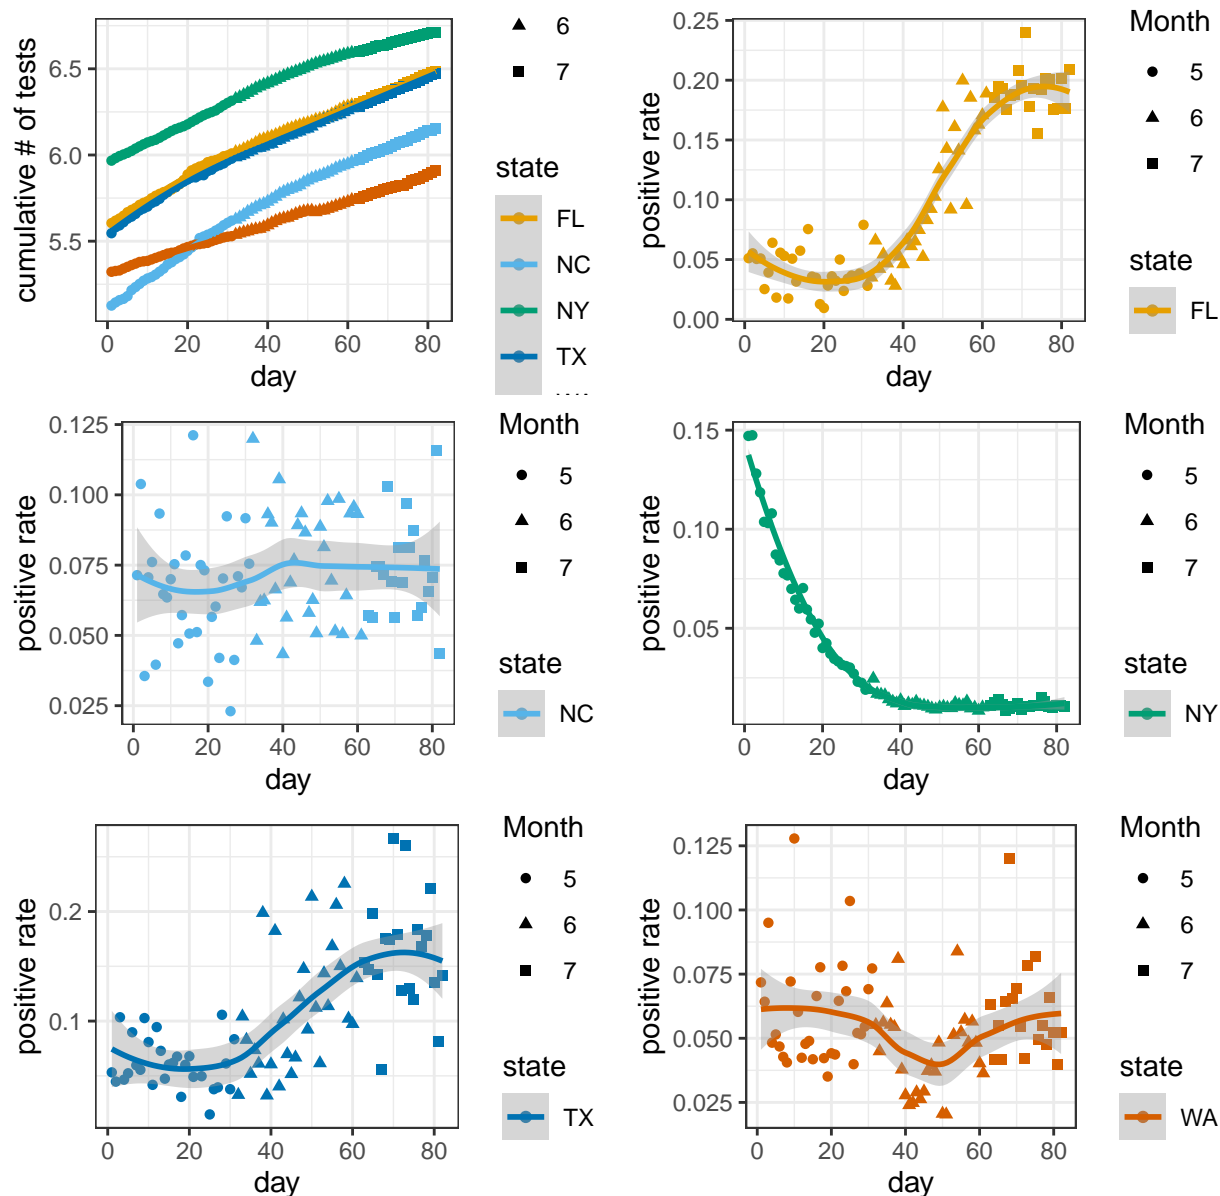 cumulative # of tests
6.5
6.0
5.5
0 20 40 60 80
day
6
7
state
FL
NC
NY
TX
positive rate
0.25
0.20
0.15
0.10
0.05
0.00
0 20 40 60 80
day
Month
5
6
7
state
FL
positive rate
0.125
0.100
0.075
0.050
0.025
0 20 40 60 80
day
Month
5
6
7
state
NC
positive rate
0.15
0.10
0.05
0 20 40 60 80
day
Month
5
6
7
state
NY
positive rate
0.2
0.1
0 20 40 60 80
day
Month
5
6
7
state
TX
positive rate
0.125
0.100
0.075
0.050
0.025
0 20 40 60 80
day
Month
5
6
7
state
WA